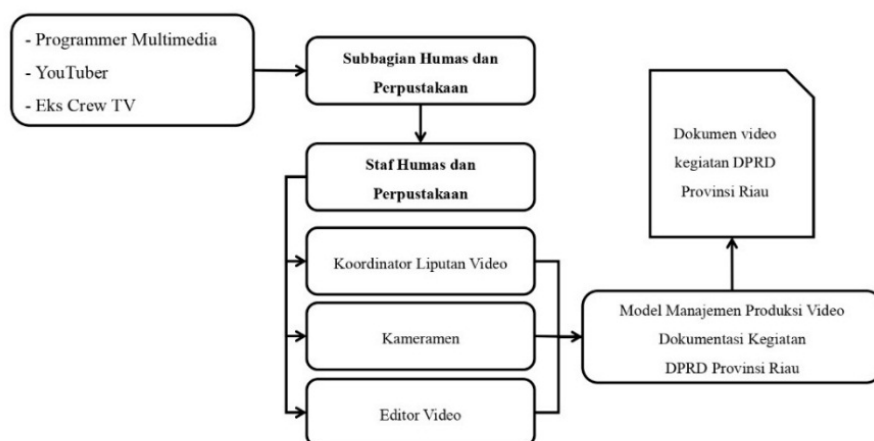 - Programmer Multimedia
- YouTuber
- Eks Crew TV
Subbagian Humas dan
Perpustakaan
Staf Humas dan
Perpustakaan
Koordinator Liputan Video
Kameramen
Editor Video
Model Manajemen Produksi Video
Dokumentasi Kegiatan
DPRD Provinsi Riau
Dokumen video
kegiatan DPRD
Provinsi Riau